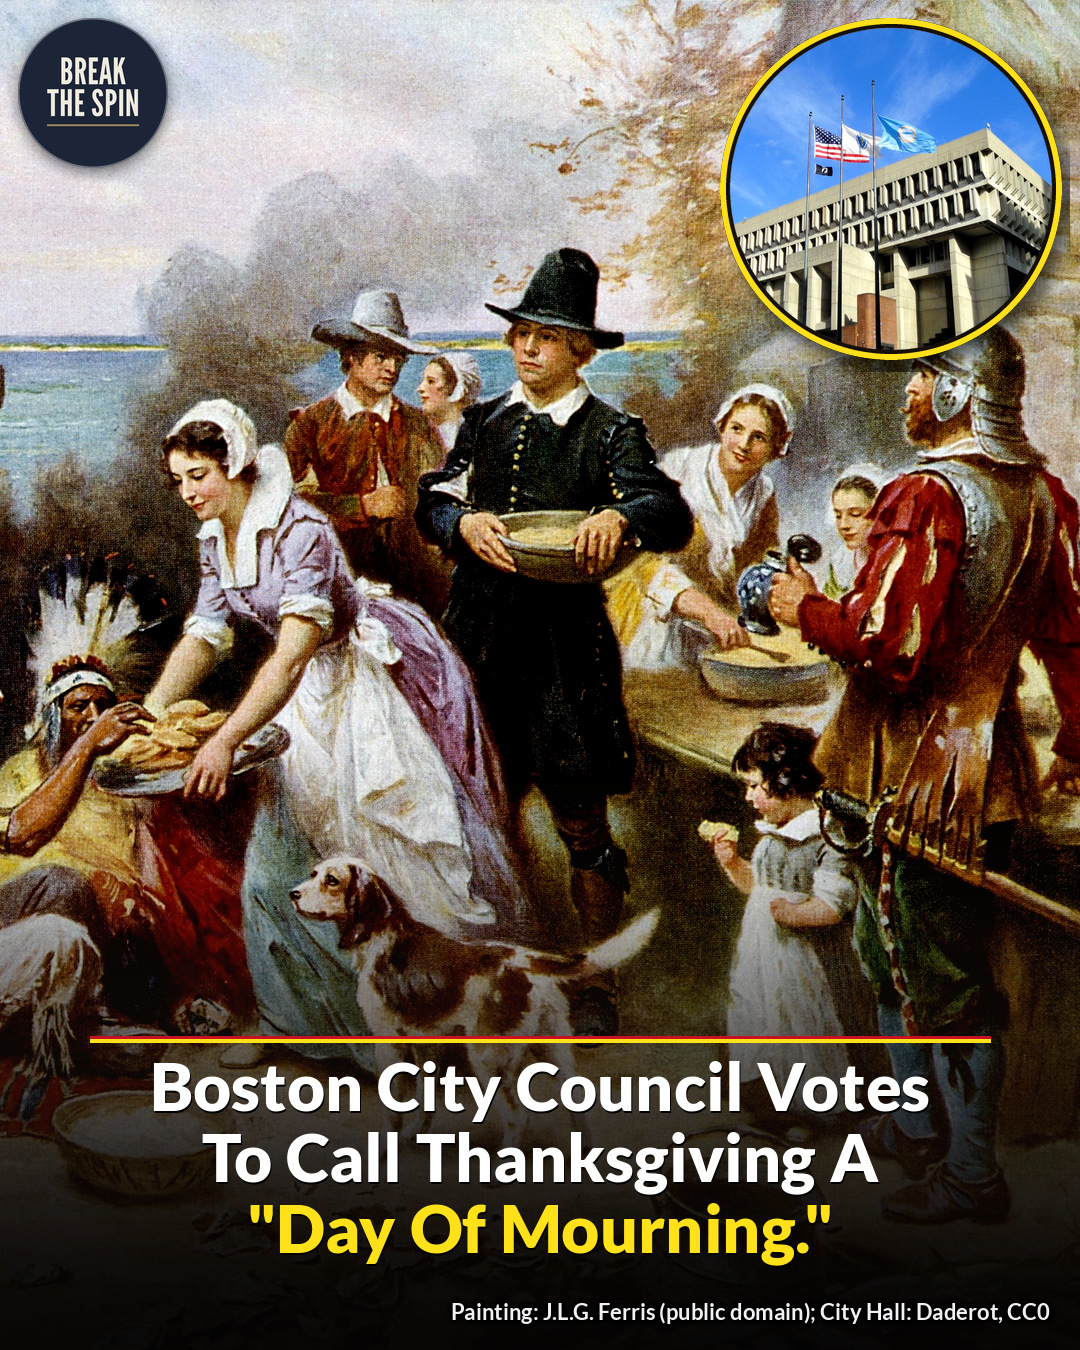 BREAK
THE SPIN
Boston City Council Votes
To Call Thanksgiving A
"Day Of Mourning."
Painting: J.L.G. Ferris (public domain); City Hall: Daderot, CC0